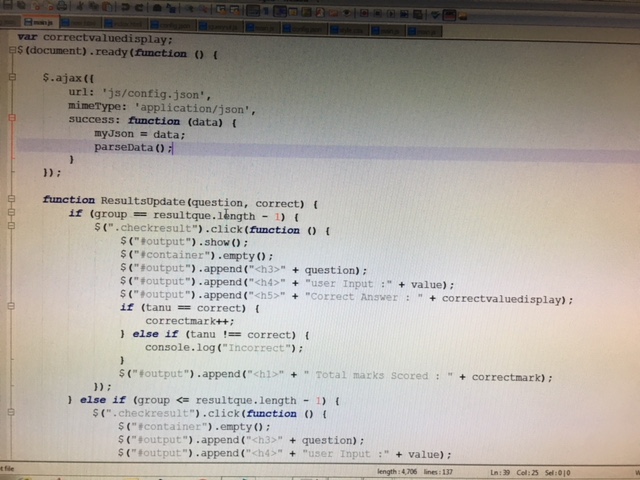 main.js
var correctvaluedisplay;
$(document).ready(function () {
$.ajax({
url: 'js/config.json',
mimeType: 'application/json',
success: function (data) {
myJson = data;
parseData();
}
});
function ResultsUpdate(question, correct) {
if (group == resultque.length - 1) {
$(".checkresult").click(function () {
$("#output").show();
$("#container").empty();
$("#output").append("<h3>" + question);
$("#output").append("<h4>" + "user Input :" + value);
$("#output").append("<h5>" + "Correct Answer : " + correctvaluedisplay);
if (tanu == correct) {
correctmark++;
} else if (tanu !== correct) {
console.log("Incorrect");
}
$("#output").append("<h1>" + " Total marks Scored : " + correctmark);
});
} else if (group <= resultque.length - 1) {
$(".checkresult").click(function () {
$("#container").empty();
$("#output").append("<h3>" + question);
$("#output").append("<h4>" + "user Input :" + value);
t file length : 4,706 lines : 137 Ln : 39 Col : 25 Sel : 0 | 0